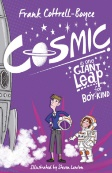 Frank Cottrell-Boyce
COSMIC
one
GIANT
Leap
for
BOY-KIND
Illustrated by Steven Lenton